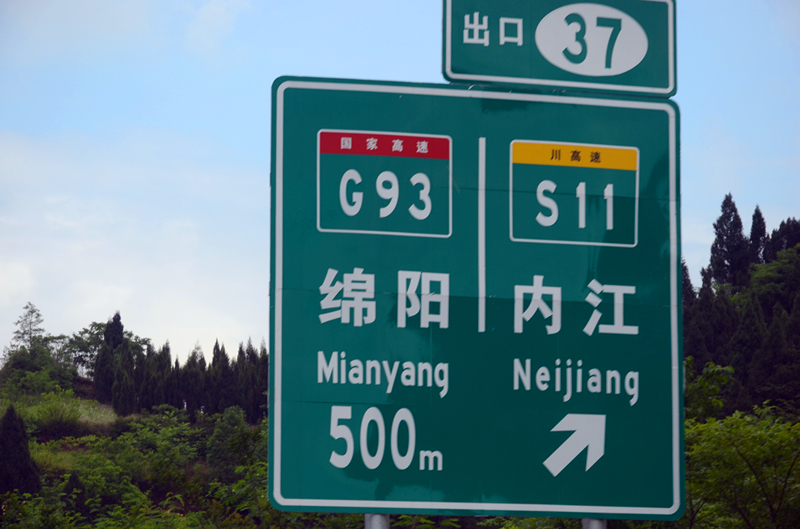 出口 37
国家高速
G93
绵阳
Mianyang
500m
川高速
S11
内江
Neijiang